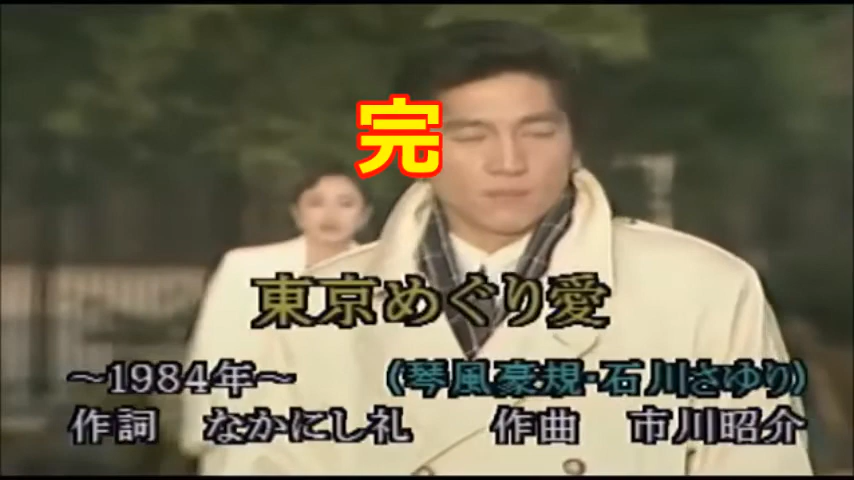 完
東京めぐり愛
～1984年～ (琴風豪規・石川さゆり)
作詞 なかにし礼 作曲 市川昭介